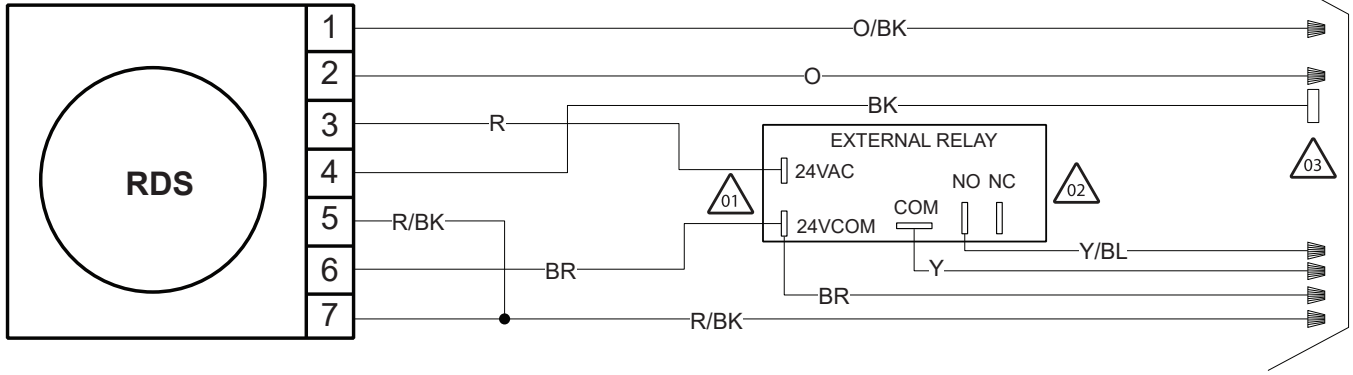 1
O/BK
2
O
BK
3
R
EXTERNAL RELAY
4
24VAC
03
RDS
01
NO NC
02
COM
5
R/BK
24VCOM
Y/BL
6
BR
Y
BR
7
R/BK